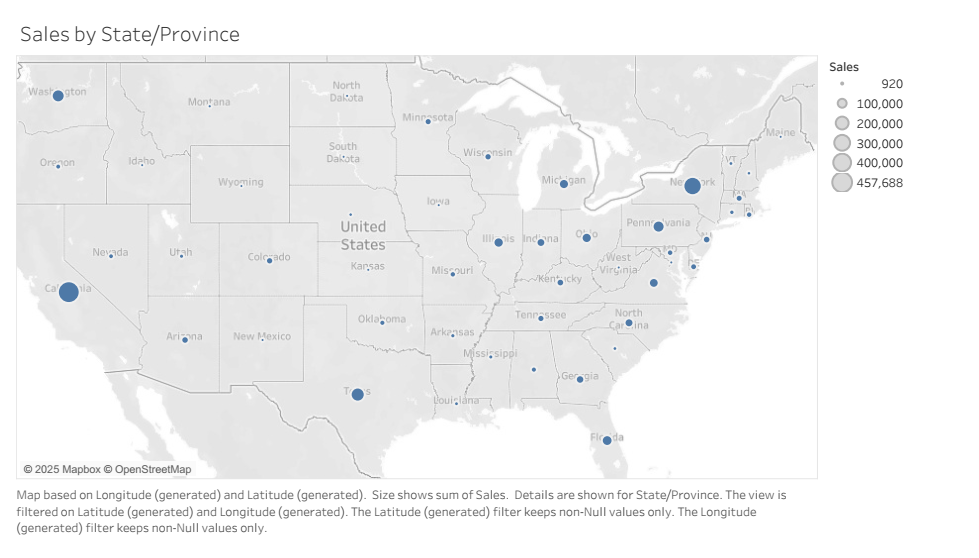 Sales by State/Province
Sales
920
100,000
200,000
300,000
400,000
457,688
Washington
Montana
North
Dakota
Minnesota
Maine
Oregon
Idaho
South
Dakota
Wisconsin
VT
Wyoming
Michigan
New York
MA
Iowa
RI
United
States
Pennsylvania
Nevada
Utah
Colorado
Kansas
Missouri
Illinois
Indiana
Ohio
West
Virginia
MD
NJ
DE
California
Kentucky
Arizona
New Mexico
Oklahoma
Arkansas
Tennessee
North
Carolina
Mississippi
Texas
Louisiana
Georgia
Florida
© 2025 Mapbox © OpenStreetMap
Map based on Longitude (generated) and Latitude (generated).  Size shows sum of Sales.  Details are shown for State/Province. The view is
filtered on Latitude (generated) and Longitude (generated). The Latitude (generated) filter keeps non-Null values only. The Longitude
(generated) filter keeps non-Null values only.